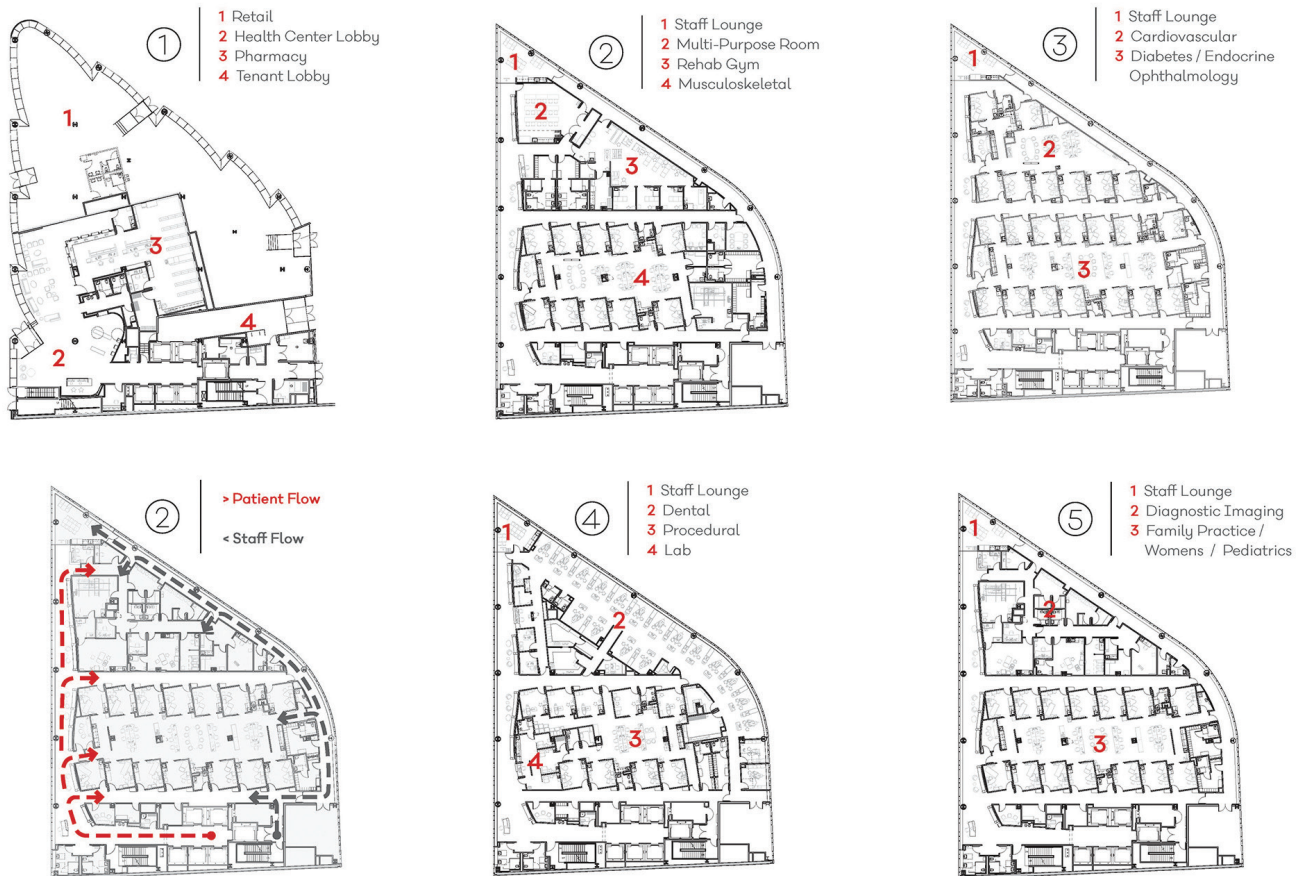 1
1 Retail
2 Health Center Lobby
3 Pharmacy
4 Tenant Lobby
1
3
4
2
2
1 Staff Lounge
2 Multi-Purpose Room
3 Rehab Gym
4 Musculoskeletal
1
2
3
4
3
1 Staff Lounge
2 Cardiovascular
3 Diabetes / Endocrine
Ophthalmology
1
2
3
2
> Patient Flow
< Staff Flow
4
1 Staff Lounge
2 Dental
3 Procedural
4 Lab
1
2
3
4
5
1 Staff Lounge
2 Diagnostic Imaging
3 Family Practice /
Womens / Pediatrics
1
2
3